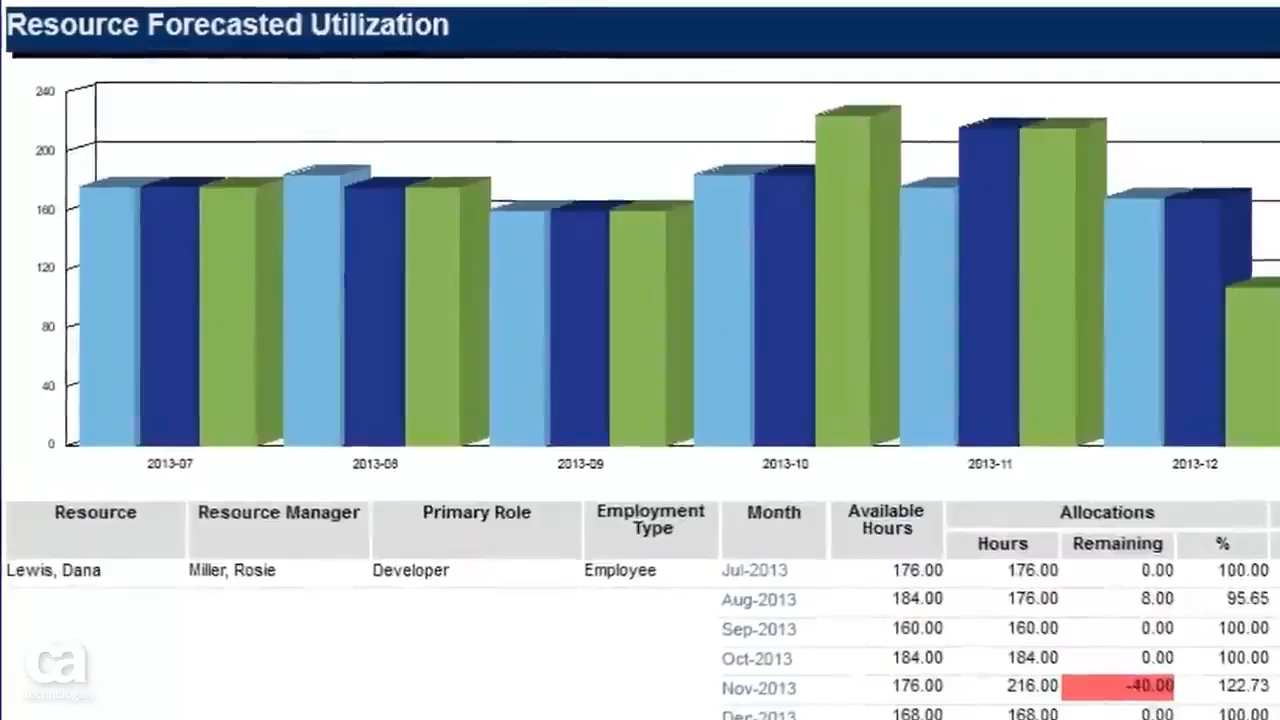 Resource Forecasted Utilization
240
200
160
120
80
40
0
2013-07 2013-08 2013-09 2013-10 2013-11 2013-12
Resource Resource Manager Primary Role Employment Type Month Available Hours Allocations
Hours Remaining %
Lewis, Dana Miller, Rosie Developer Employee Jul-2013 176.00 176.00 0.00 100.00
Aug-2013 184.00 176.00 8.00 95.65
Sep-2013 160.00 160.00 0.00 100.00
Oct-2013 184.00 184.00 0.00 100.00
Nov-2013 176.00 216.00 -40.00 122.73
Dec-2013 168.00 168.00 0.00 100.00
ca
technologies